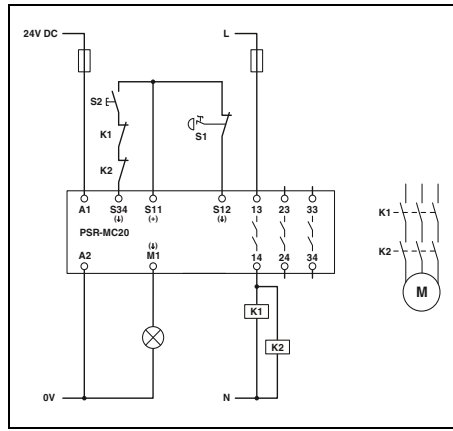 24V DC
L
S2
K1
S1
K2
A1
S34
S11
S12
13
23
33
(↓)
(+)
(↓)
PSR-MC20
(↓)
A2
M1
14
24
34
K1
K2
K1
K2
M
0V
N